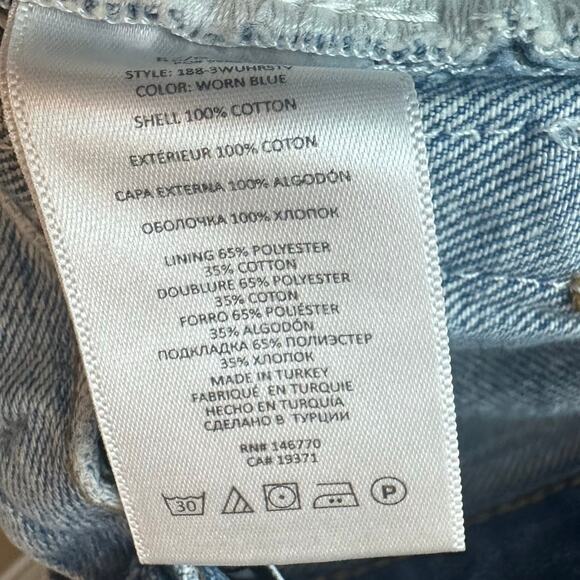 STYLE: 188-3WUHRSTV
COLOR: WORN BLUE
SHELL 100% COTTON
EXTÉRIEUR 100% COTON
CAPA EXTERNA 100% ALGODÓN
ОБОЛОЧКА 100% ХЛОПОК
LINING 65% POLYESTER
35% COTTON
DOUBLURE 65% POLYESTER
35% COTON
FORRO 65% POLIÉSTER
35% ALGODÓN
ПОДКЛАДКА 65% ПОЛИЭСТЕР
35% ХЛОПОК
MADE IN TURKEY
FABRIQUÉ EN TURQUIE
HECHO EN TURQUÍA
СДЕЛАНО В ТУРЦИИ
RN# 146770
CA# 19371
30
P